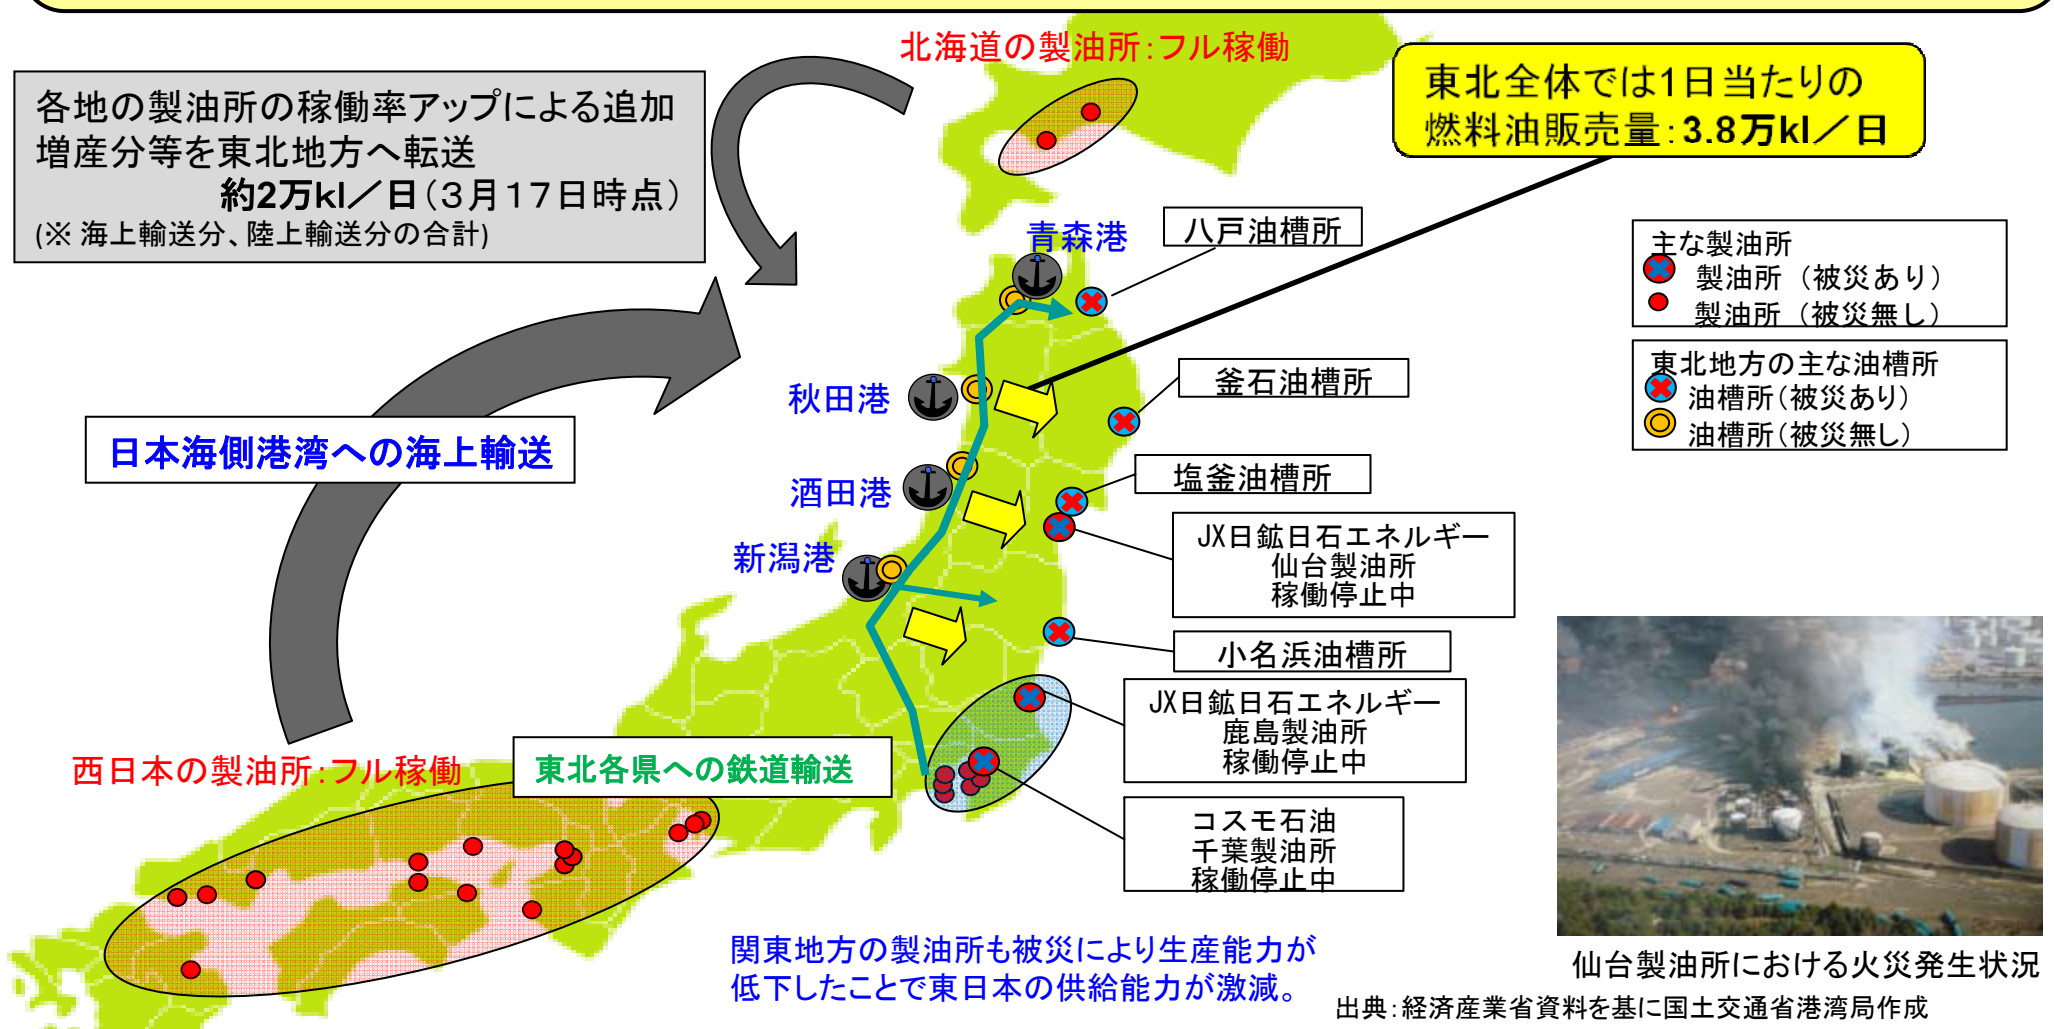 北海道の製油所：フル稼働
各地の製油所の稼働率アップによる追加
増産分等を東北地方へ転送
約2万kl／日（３月１７日時点）
(※ 海上輸送分、陸上輸送分の合計)
東北全体では１日当たりの
燃料油販売量：3.8万kl／日
青森港
八戸油槽所
主な製油所
製油所 （被災あり）
製油所 （被災無し）
東北地方の主な油槽所
油槽所（被災あり）
油槽所（被災無し）
秋田港
釜石油槽所
日本海側港湾への海上輸送
酒田港
塩釜油槽所
新潟港
JX日鉱日石エネルギー
仙台製油所
稼働停止中
小名浜油槽所
JX日鉱日石エネルギー
鹿島製油所
稼働停止中
西日本の製油所：フル稼働
東北各県への鉄道輸送
コスモ石油
千葉製油所
稼働停止中
関東地方の製油所も被災により生産能力が
低下したことで東日本の供給能力が激減。
仙台製油所における火災発生状況
出典：経済産業省資料を基に国土交通省港湾局作成